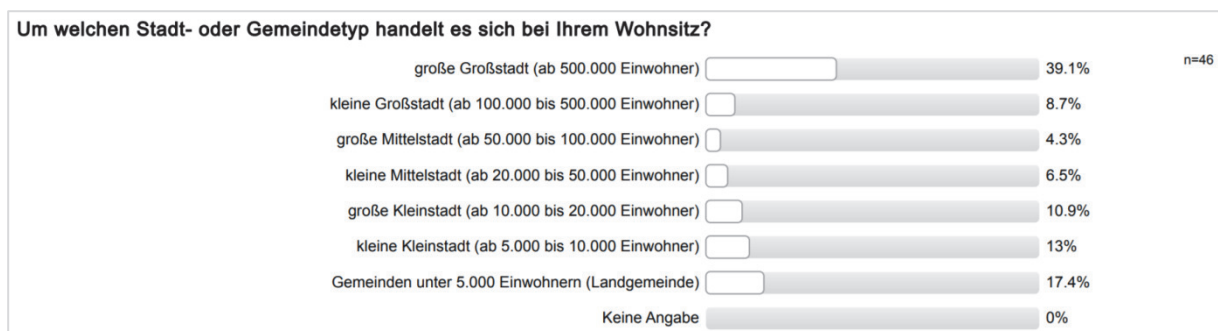 Um welchen Stadt- oder Gemeindetyp handelt es sich bei Ihrem Wohnsitz?
große Großstadt (ab 500.000 Einwohner) 39.1% n=46
kleine Großstadt (ab 100.000 bis 500.000 Einwohner) 8.7%
große Mittelstadt (ab 50.000 bis 100.000 Einwohner) 4.3%
kleine Mittelstadt (ab 20.000 bis 50.000 Einwohner) 6.5%
große Kleinstadt (ab 10.000 bis 20.000 Einwohner) 10.9%
kleine Kleinstadt (ab 5.000 bis 10.000 Einwohner) 13%
Gemeinden unter 5.000 Einwohnern (Landgemeinde) 17.4%
Keine Angabe 0%